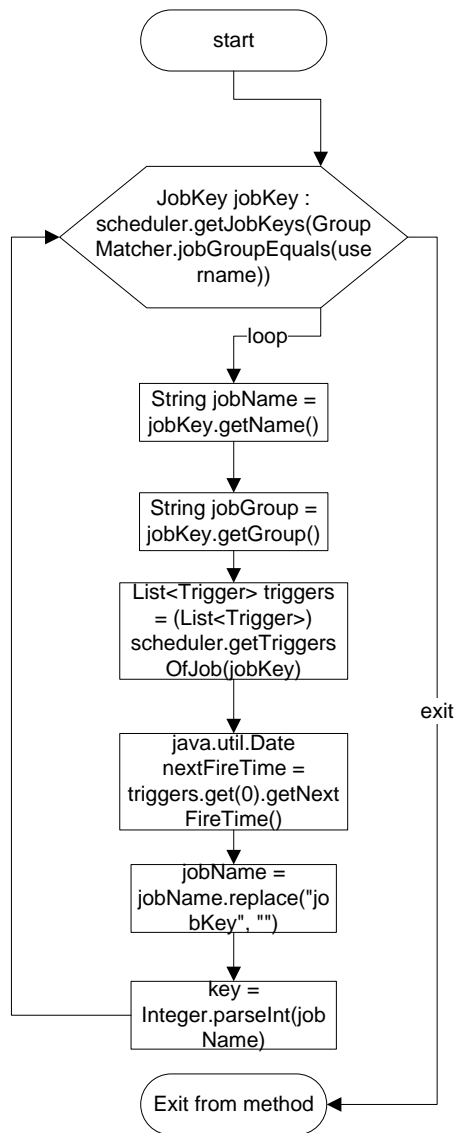 start
JobKey jobKey :
scheduler.getJobKeys(Group
Matcher.jobGroupEquals(use
rname))
loop
String jobName =
jobKey.getName()
String jobGroup =
jobKey.getGroup()
List<Trigger> triggers
= (List<Trigger>)
scheduler.getTriggers
OfJob(jobKey)
exit
java.util.Date
nextFireTime =
triggers.get(0).getNext
FireTime()
jobName =
jobName.replace("jo
bKey", "")
key =
Integer.parseInt(job
Name)
Exit from method